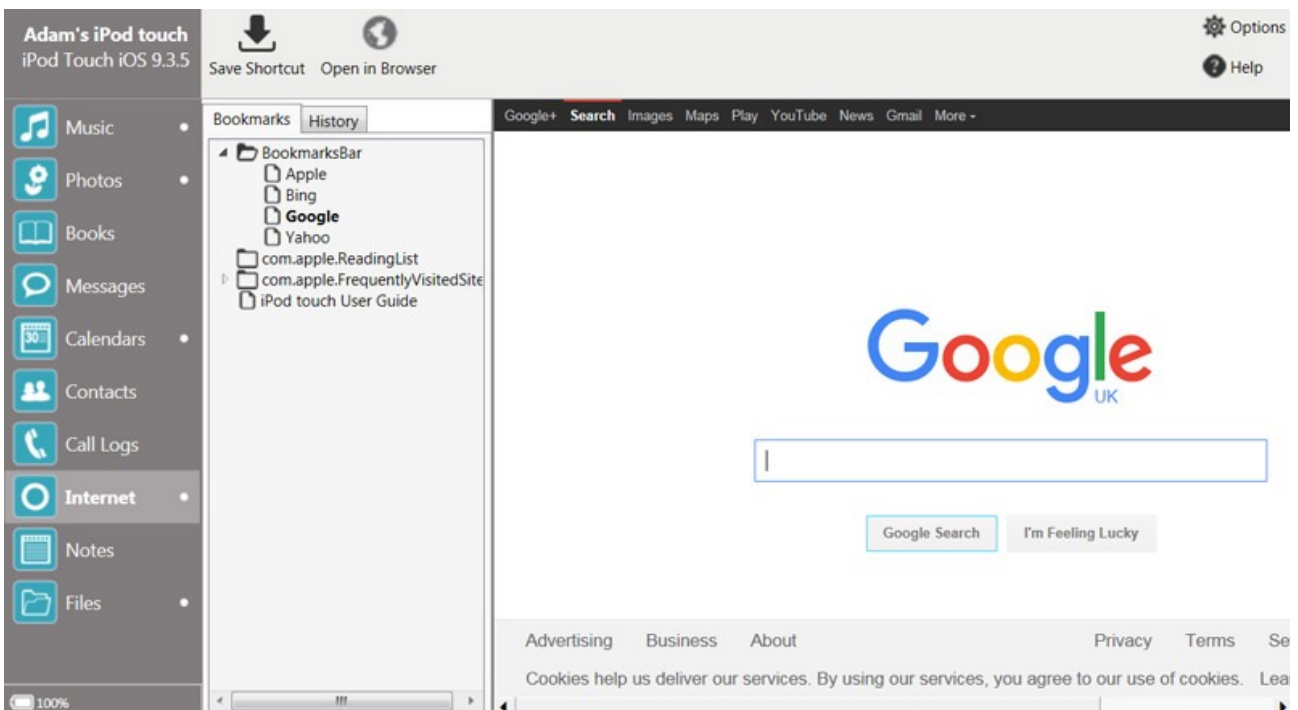 Adam's iPod touch
iPod Touch iOS 9.3.5
Save Shortcut
Open in Browser
Options
Help
Music
Photos
Books
Messages
Calendars
30
Contacts
Call Logs
Internet
Notes
Files
100%
Bookmarks
History
BookmarksBar
Apple
Bing
Google
Yahoo
com.apple.ReadingList
com.apple.FrequentlyVisitedSite
iPod touch User Guide
Google+ Search Images Maps Play YouTube News Gmail More
Google
UK
Google Search
I'm Feeling Lucky
Advertising Business About Privacy Terms Se
Cookies help us deliver our services. By using our services, you agree to our use of cookies. Lea